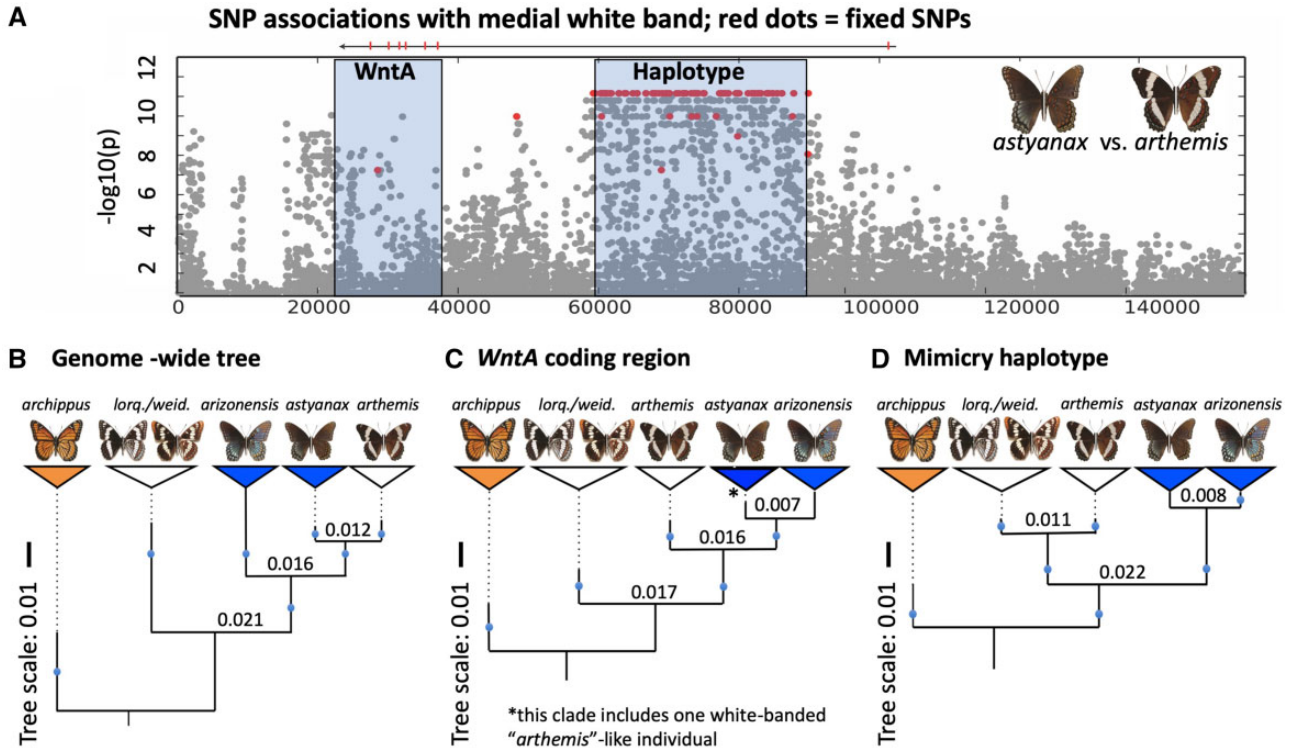 A
SNP associations with medial white band; red dots = fixed SNPs
WntA
Haplotype
astyanax vs. arthemis
-log10(p)
12
10
8
6
4
2
0
20000
40000
60000
80000
100000
120000
140000
B Genome -wide tree
archippus lorq./weid. arizonensis astyanax arthemis
0.012
0.016
0.021
Tree scale: 0.01
C WntA coding region
archippus lorq./weid. arthemis astyanax arizonensis
*
0.007
0.016
0.017
Tree scale: 0.01
*this clade includes one white-banded
“arthemis”-like individual
D Mimicry haplotype
archippus lorq./weid. arthemis astyanax arizonensis
0.008
0.011
0.022
Tree scale: 0.01